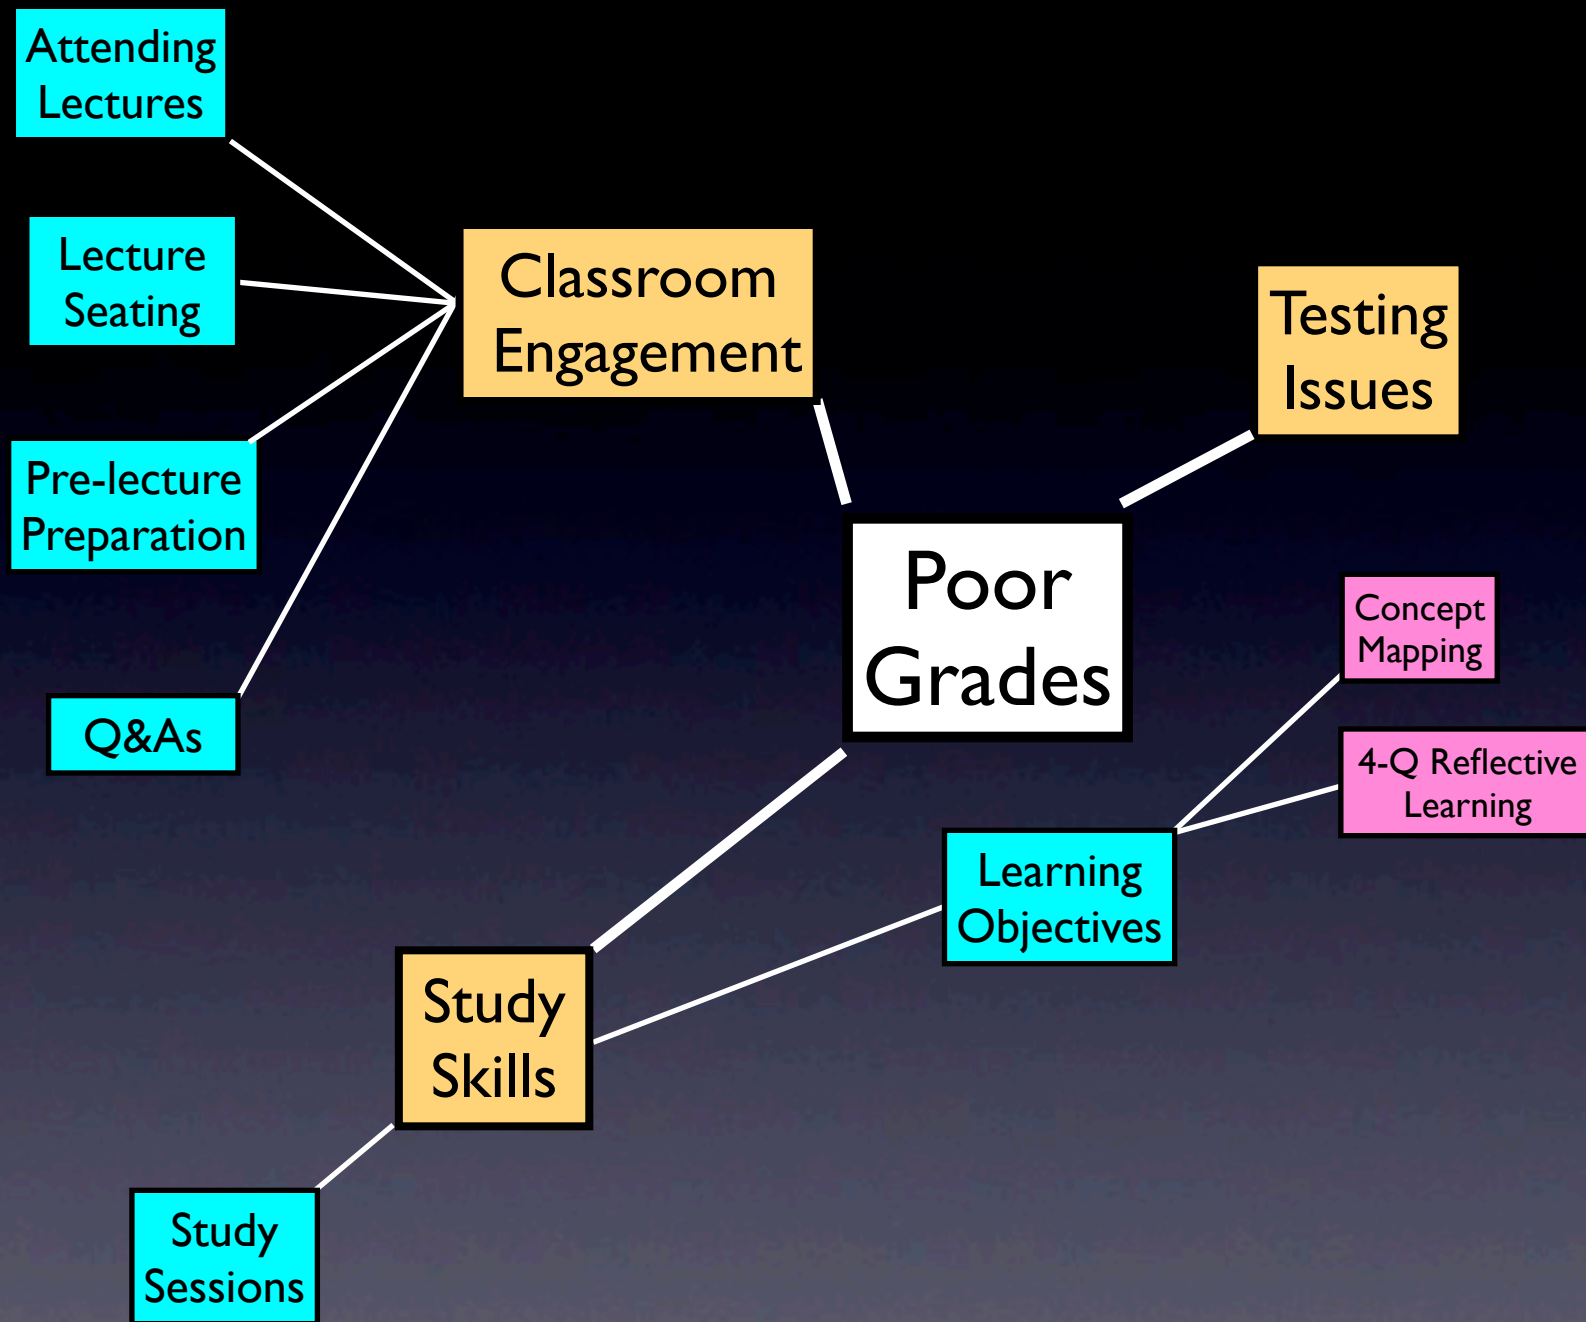 Attending
Lectures
Lecture
Seating
Pre-lecture
Preparation
Q&As
Classroom
Engagement
Testing
Issues
Poor
Grades
Concept
Mapping
4-Q Reflective
Learning
Learning
Objectives
Study
Skills
Study
Sessions